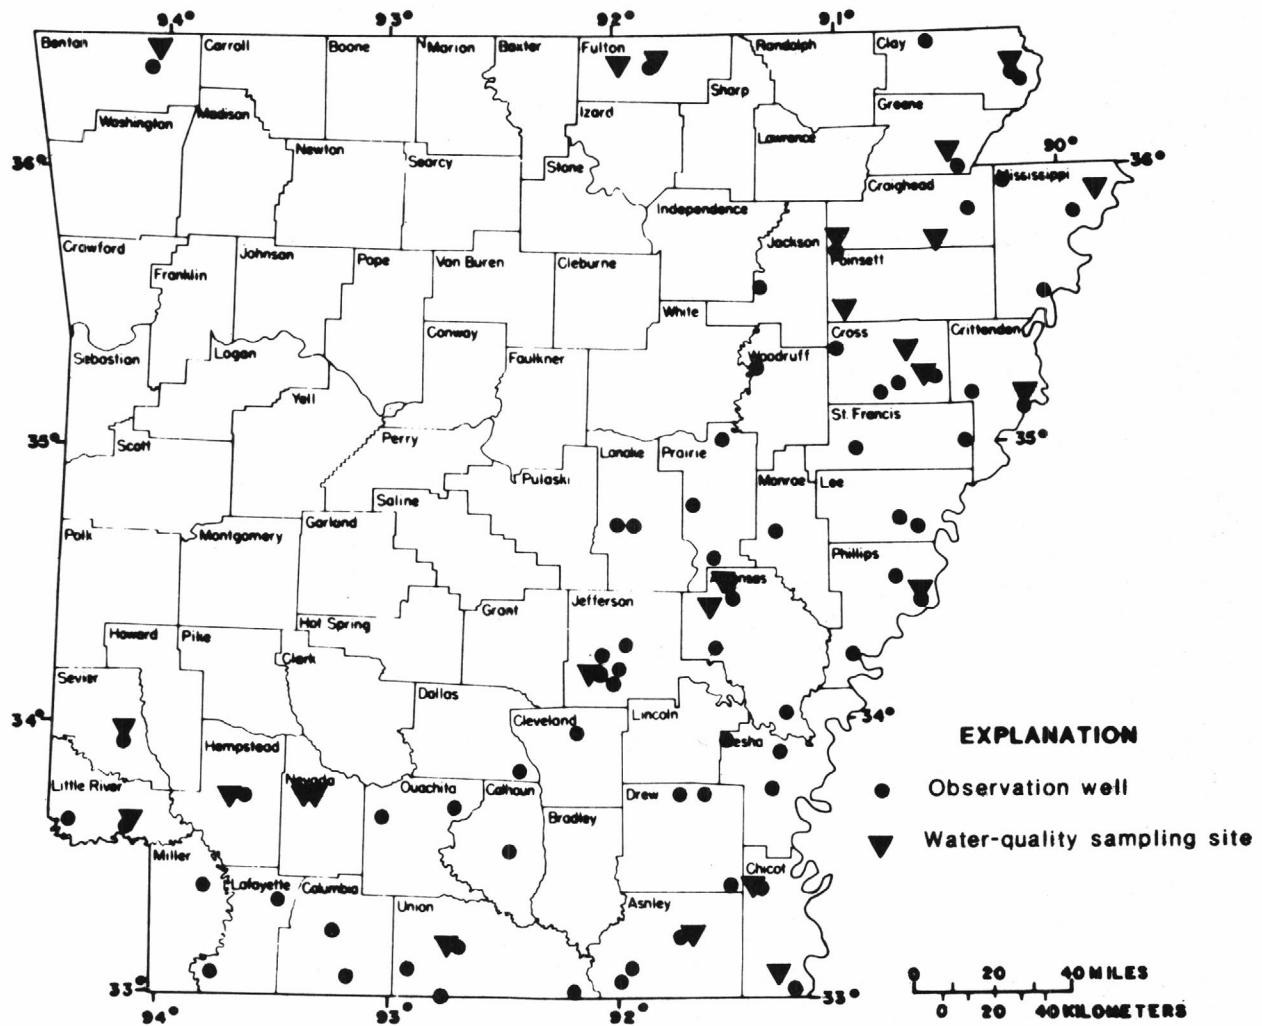 94° 93° 92° 91°
Benton Carroll Boone Marion Baxter Fulton Randolph Clay
Sharp
Izard Greene
Washington Madison
Lawrence
90°
Newton Searcy
36° Stone 36°
Mississippi
Craighead
Independence
Jackson
Crawford Johnson Pope Van Buren Cleburne Poinsett
Franklin
White
Conway Cross Crittenden
Sebastian Logan Faulkner Woodruff
Yell
St. Francis
35° Scott Perry 35°
Lonoke Prairie
Pulaski Monroe Lee
Saline
Garland
Polk Montgomery
Phillips
Arkansas
Grant Jefferson
Hot Spring
Howard Pike
Clark
Sevier
Dallas
34° Cleveland Lincoln 34°
Desha
Hempstead
EXPLANATION
Little River Nevada Ouachita Calhoun Drew
Observation well
Bradley
Water-quality sampling site
Miller
Chicot
Lafayette Columbia
Union Ashley
0 20 40 MILES
33° 33°
0 20 40 KILOMETERS
94° 93° 92°